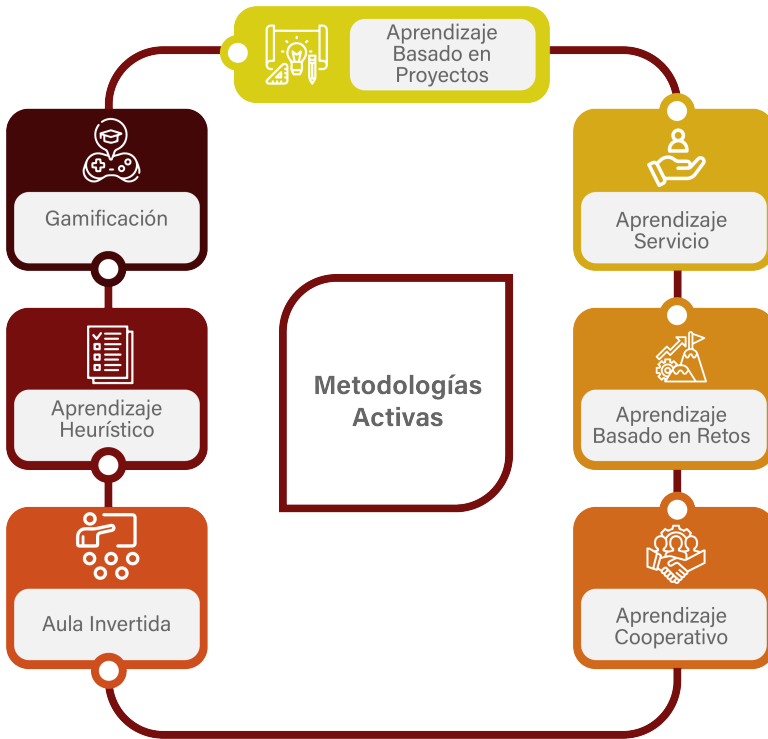 Aprendizaje
Basado en
Proyectos
Gamificación
Aprendizaje
Servicio
Metodologías
Activas
Aprendizaje
Heurístico
Aprendizaje
Basado en Retos
Aula Invertida
Aprendizaje
Cooperativo